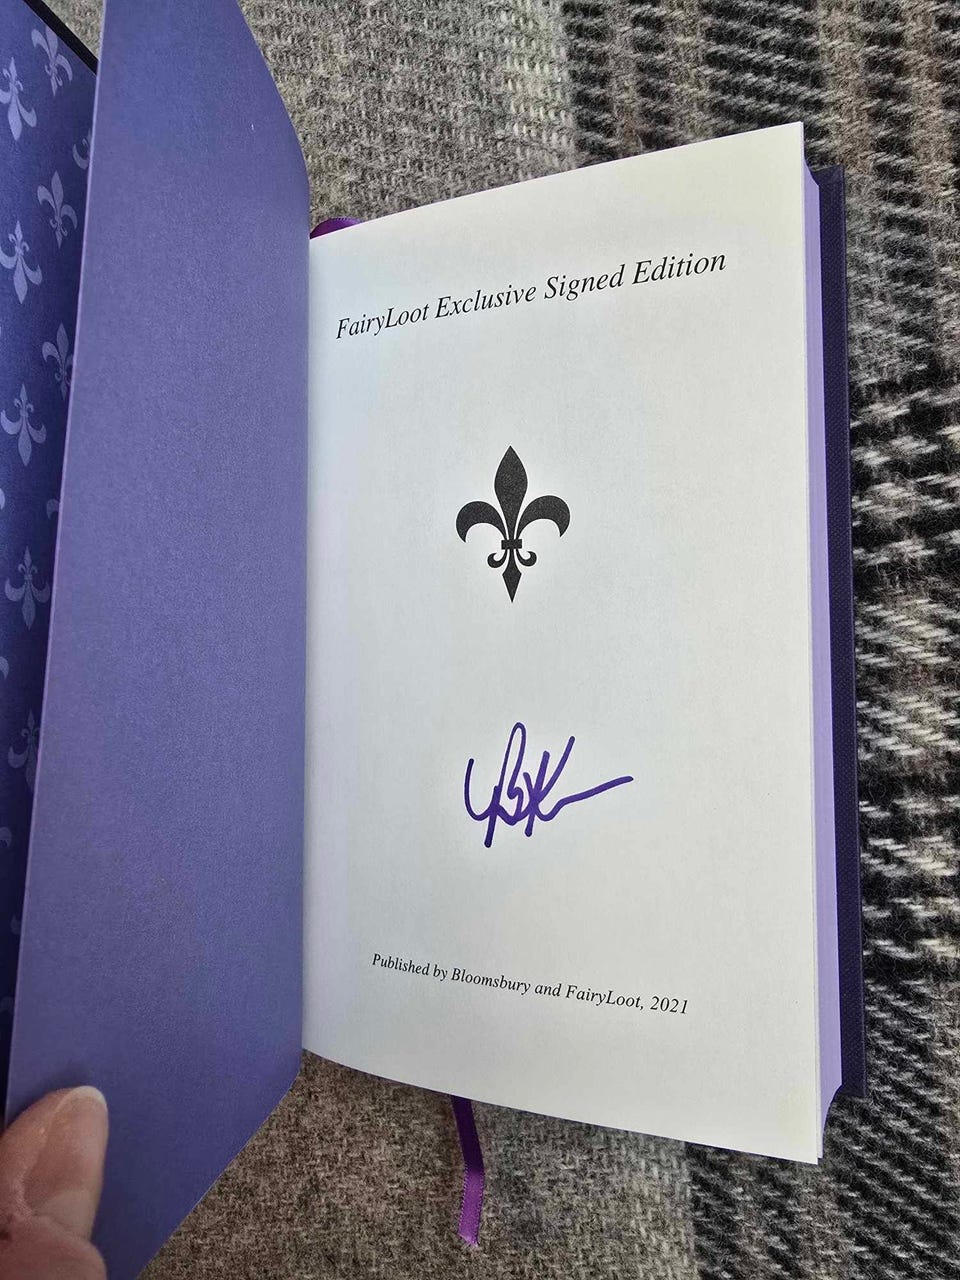 FairyLoot Exclusive Signed Edition
Published by Bloomsbury and FairyLoot, 2021